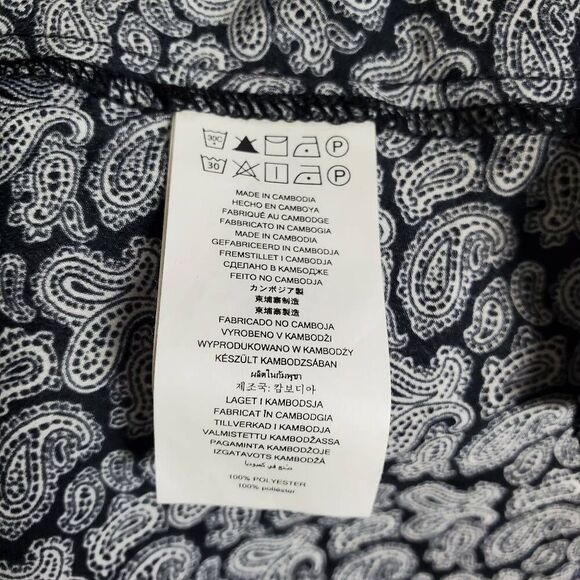 30C P
30 P
MADE IN CAMBODIA
HECHO EN CAMBOYA
FABRIQUÉ AU CAMBODGE
FABBRICATO IN CAMBOGIA
MADE IN CAMBODIA
GEFABRICEERD IN CAMBODJA
FREMSTILLET I CAMBODJA
СДЕЛАНО В КАМБОДЖЕ
FEITO NO CAMBODJA
カンボジア製
柬埔寨制造
柬埔寨製造
FABRICADO NO CAMBOJA
VYROBENO V KAMBODŽI
WYPRODUKOWANO W KAMBODŻY
KÉSZÜLT KAMBODZSÁBAN
ผลิตในกัมพูชา
제조국: 캄보디아
LAGET I KAMBODSJA
FABRICAT ÎN CAMBODGIA
TILLVERKAD I KAMBODJA
VALMISTETTU KAMBODŽASSA
PAGAMINTA KAMBODŽOJE
IZGATAVOTS KAMBODŽĀ
صنع في كمبوديا
100% POLYESTER
100% poliéster